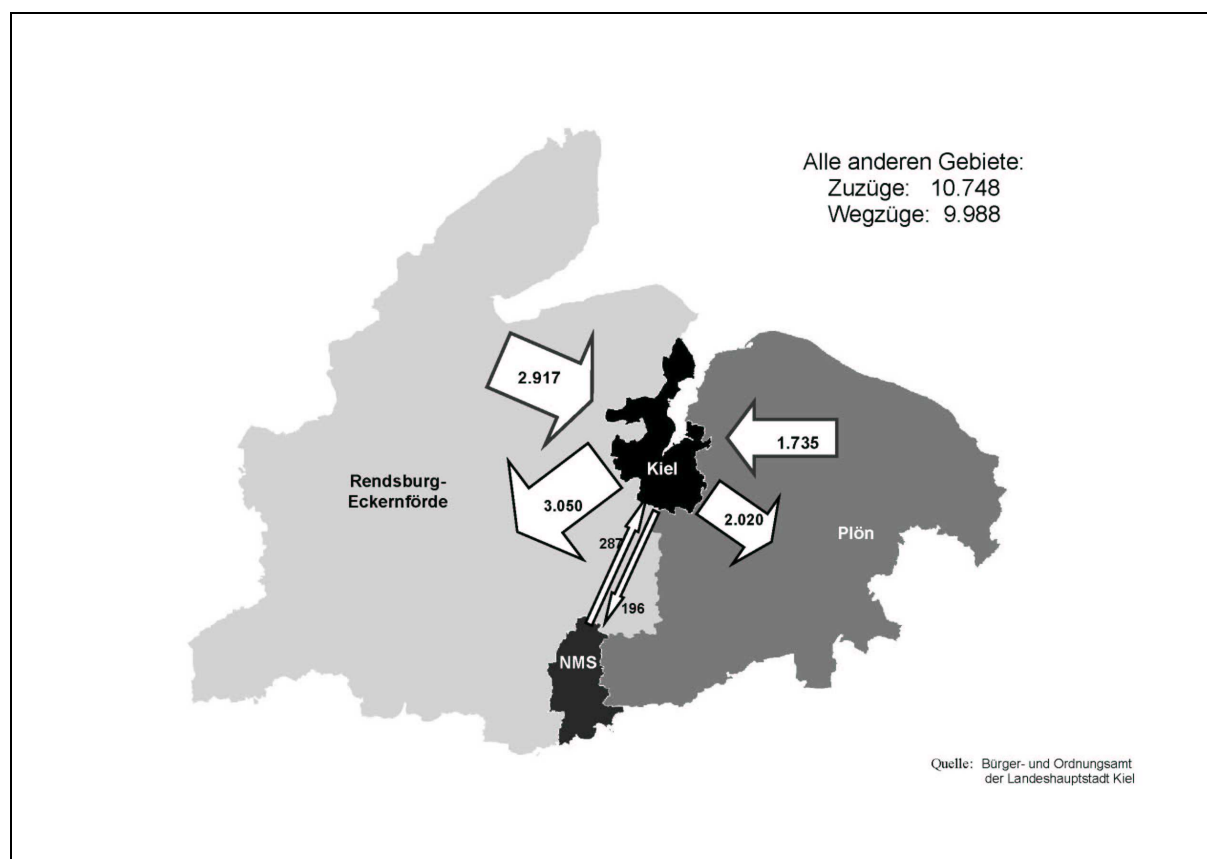 Alle anderen Gebiete:
Zuzüge: 10.748
Wegzüge: 9.988
2.917
1.735
Kiel
Rendsburg-
Eckernförde
3.050
2.020
Plön
287
196
NMS
Quelle: Bürger- und Ordnungsamt
der Landeshauptstadt Kiel